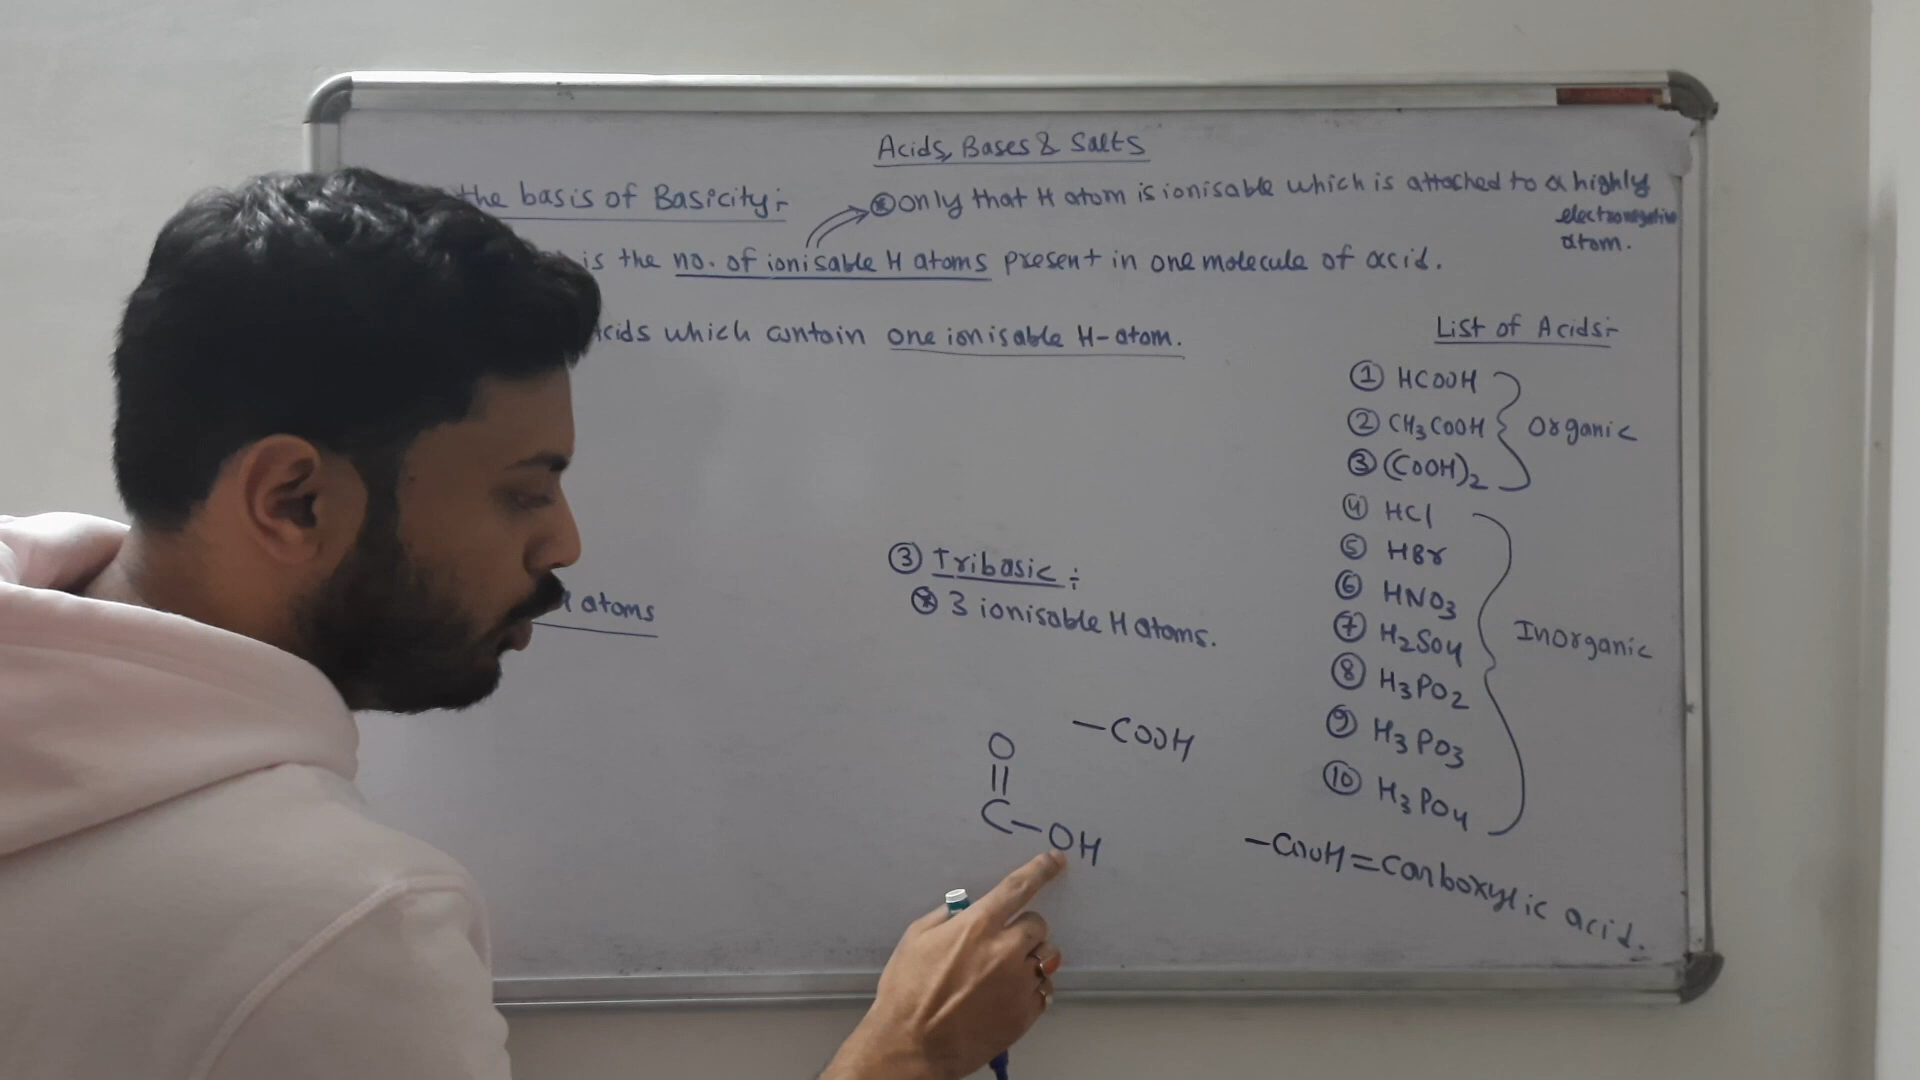 Acids, Bases & Salts
the basis of Basicity:-
⊛ only that H atom is ionisable which is attached to a highly
electronegative
atom.
is the no. of ionisable H atoms present in one molecule of acid.
cids which contain one ionisable H-atom.
List of Acids:-
① HCOOH
② CH3COOH
③ (COOH)2
Organic
④ HCl
⑤ HBr
⑥ HNO3
⑦ H2SO4
⑧ H3PO2
⑨ H3PO3
⑩ H3PO4
Inorganic
atoms
③ Tribasic :
⊛ 3 ionisable H atoms.
-COOH
O
||
C-OH
-COOH = Carboxylic acid.